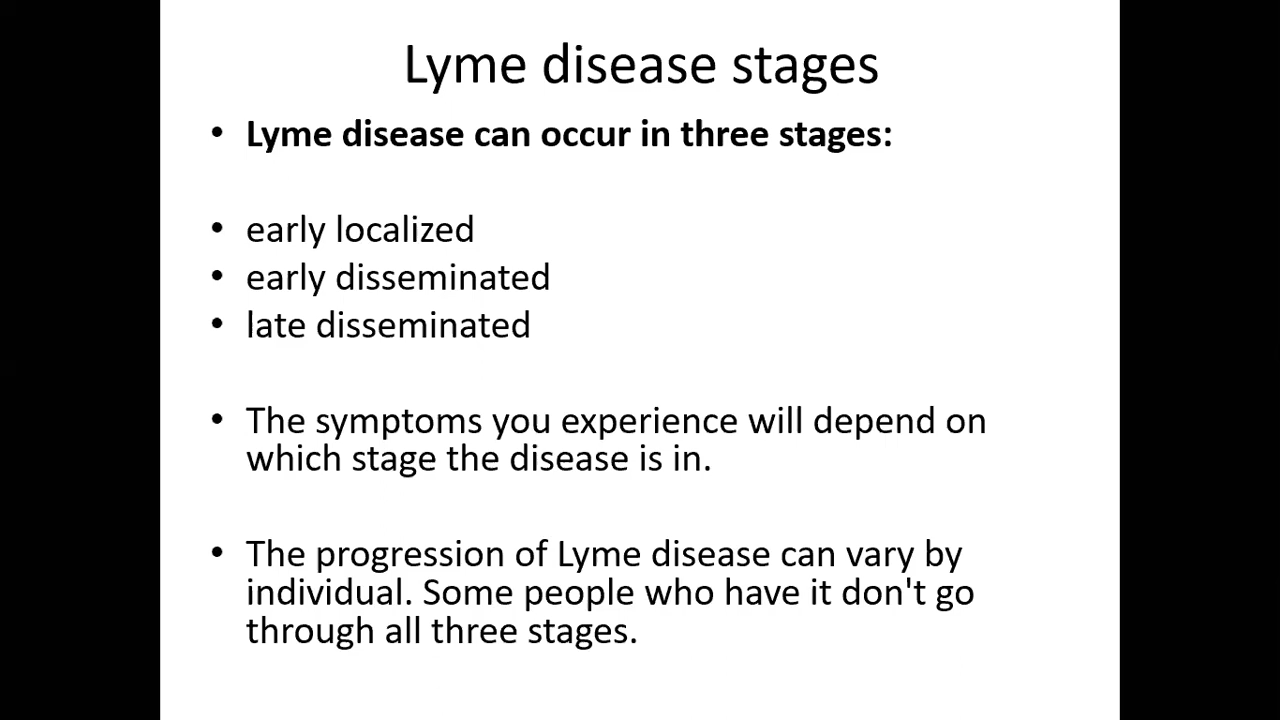 Lyme disease stages
• Lyme disease can occur in three stages:
• early localized
• early disseminated
• late disseminated
• The symptoms you experience will depend on
which stage the disease is in.
• The progression of Lyme disease can vary by
individual. Some people who have it don't go
through all three stages.